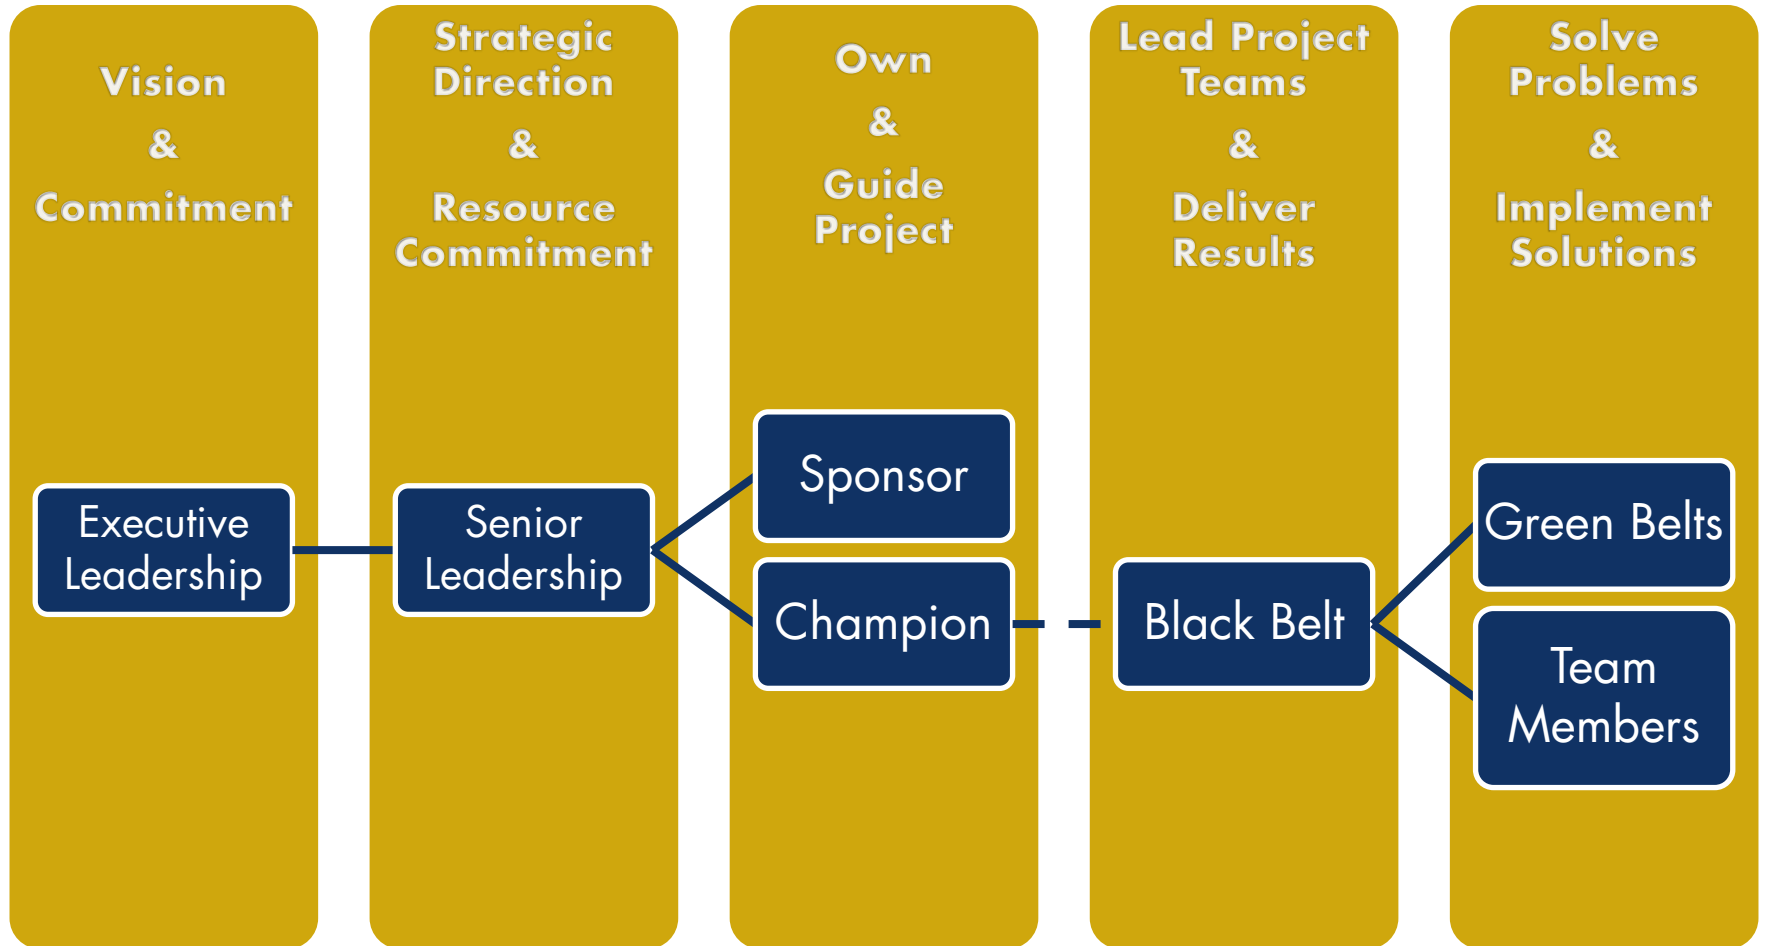 Vision
&
Commitment
Strategic
Direction
&
Resource
Commitment
Own
&
Guide
Project
Lead Project
Teams
&
Deliver
Results
Solve
Problems
&
Implement
Solutions
Executive
Leadership
Senior
Leadership
Sponsor
Champion
Black Belt
Green Belts
Team
Members